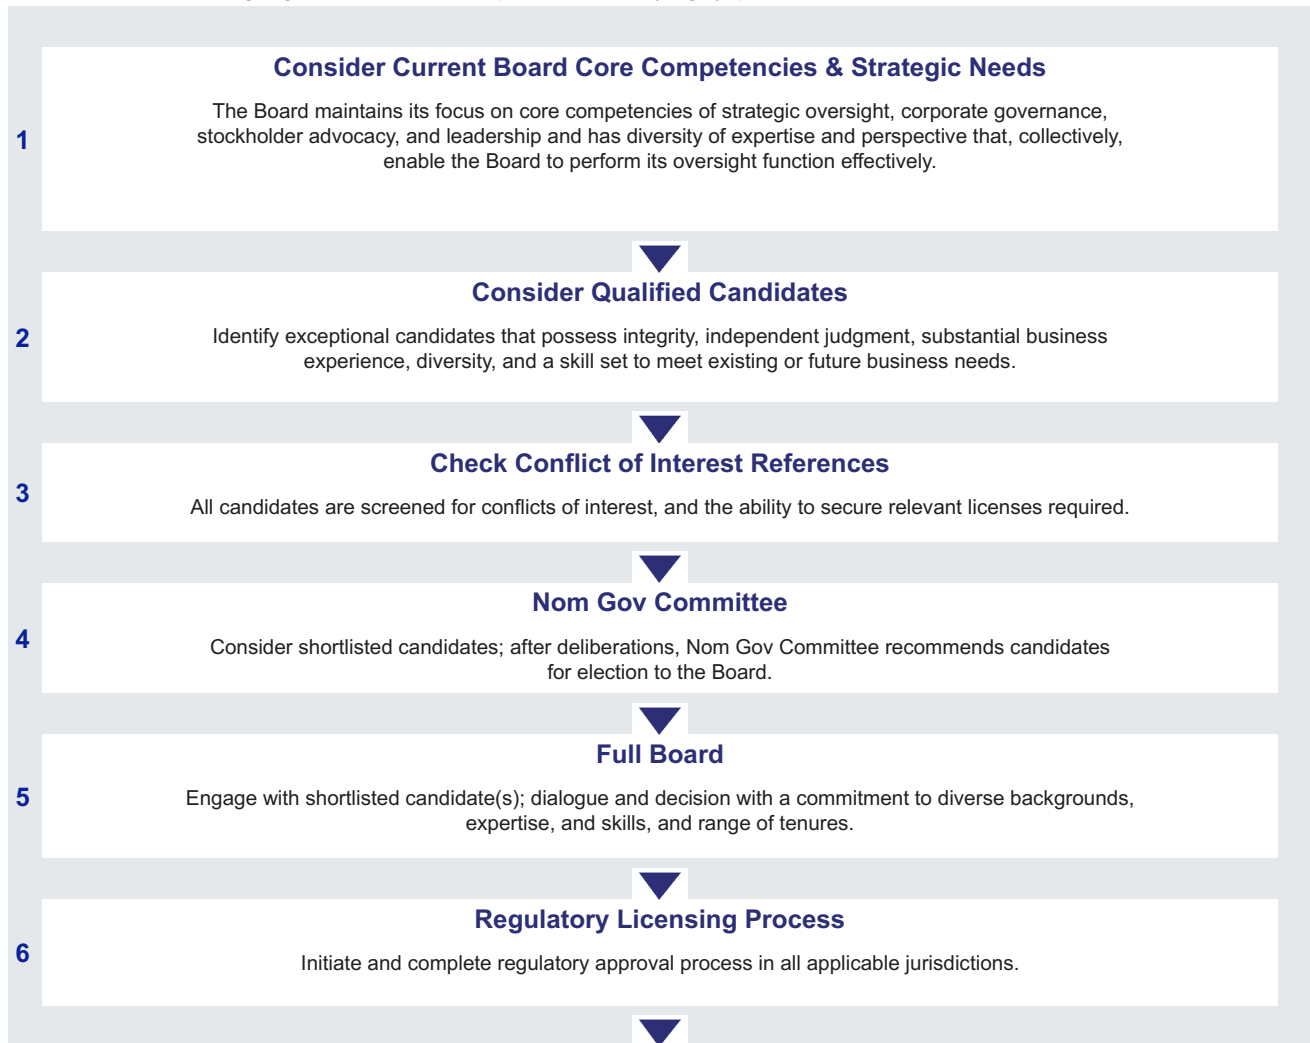 Consider Current Board Core Competencies & Strategic Needs
The Board maintains its focus on core competencies of strategic oversight, corporate governance,
1
stockholder advocacy, and leadership and has diversity of expertise and perspective that, collectively,
enable the Board to perform its oversight function effectively.
Consider Qualified Candidates
2
Identify exceptional candidates that possess integrity, independent judgment, substantial business
experience, diversity, and a skill set to meet existing or future business needs.
Check Conflict of Interest References
3
All candidates are screened for conflicts of interest, and the ability to secure relevant licenses required.
Nom Gov Committee
4
Consider shortlisted candidates; after deliberations, Nom Gov Committee recommends candidates
for election to the Board.
Full Board
5
Engage with shortlisted candidate(s); dialogue and decision with a commitment to diverse backgrounds,
expertise, and skills, and range of tenures.
Regulatory Licensing Process
6
Initiate and complete regulatory approval process in all applicable jurisdictions.